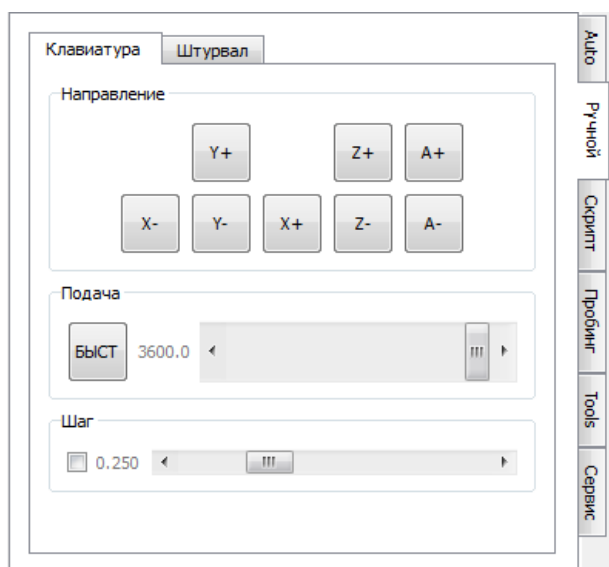 Клавиатура
Штурвал
Направление
Y+
Z+
A+
X-
Y-
X+
Z-
A-
Подача
БЫСТ
3600.0
Шаг
0.250
Auto
Ручной
Скрипт
Пробинг
Tools
Сервис